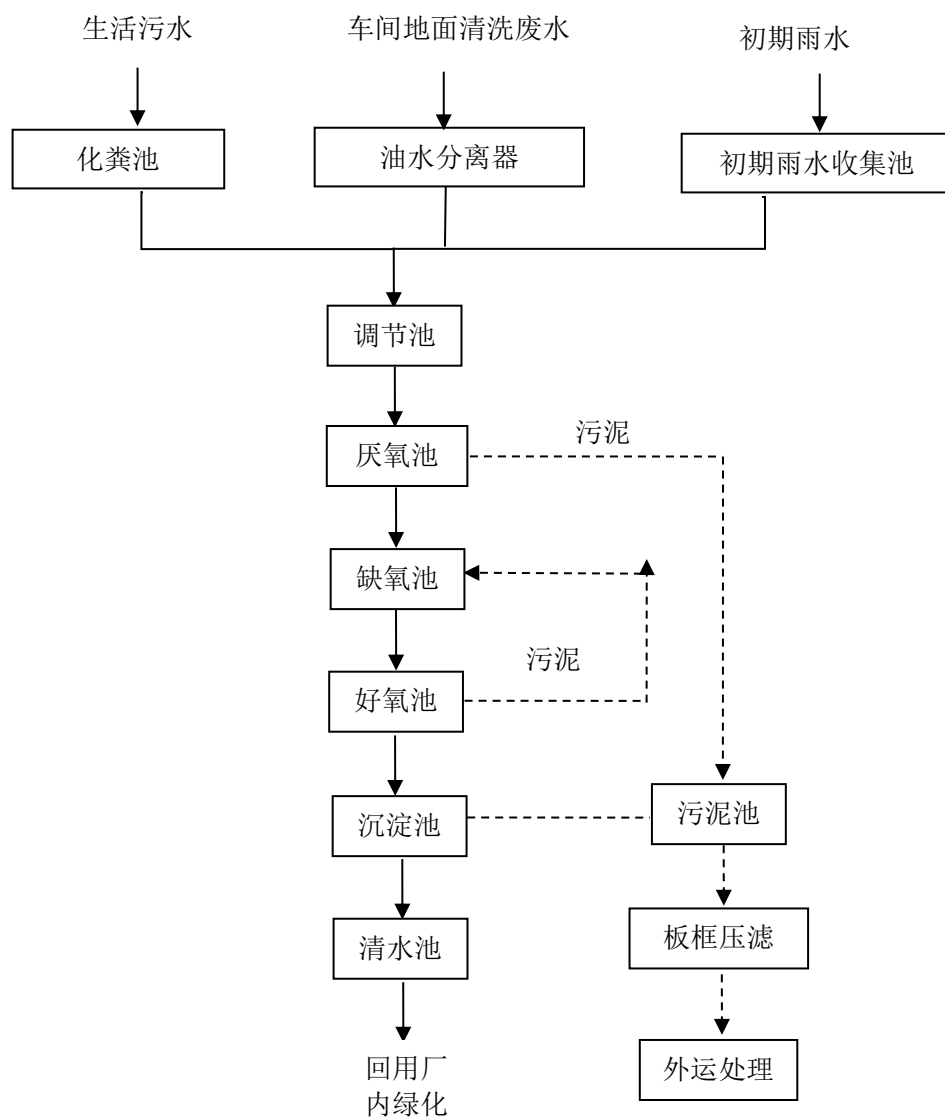 生活污水
车间地面清洗废水
初期雨水
化粪池
油水分离器
初期雨水收集池
调节池
厌氧池
污泥
缺氧池
污泥
好氧池
沉淀池
污泥池
清水池
板框压滤
回用厂
内绿化
外运处理